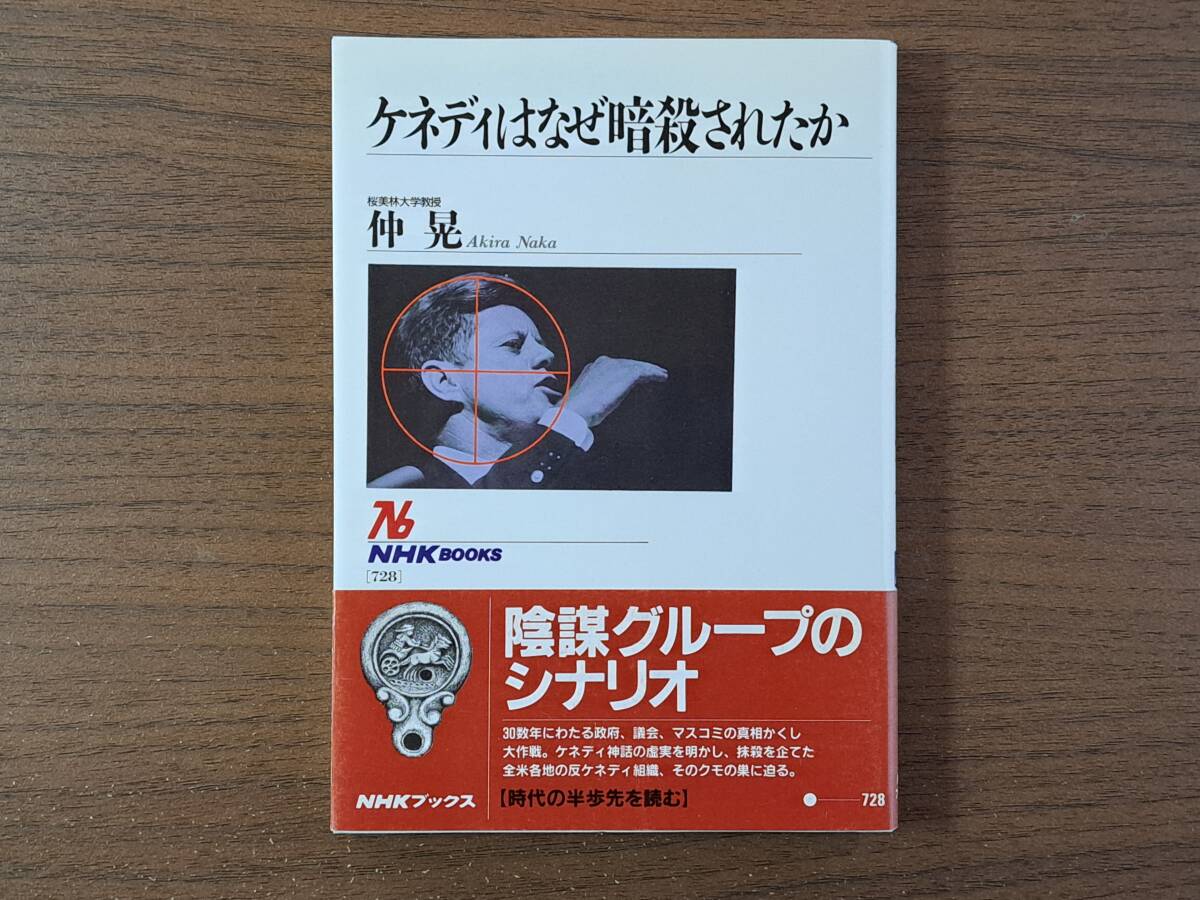 ケネディはなぜ暗殺されたか
桜美林大学教授
仲 晃 Akira Naka
NHK BOOKS
[728]
陰謀グループの
シナリオ
30数年にわたる政府、議会、マスコミの真相かくし
大作戦。ケネディ神話の虚実を明かし、抹殺を企てた
全米各地の反ケネディ組織、そのクモの巣に迫る。
NHKブックス
【時代の半歩先を読む】
728